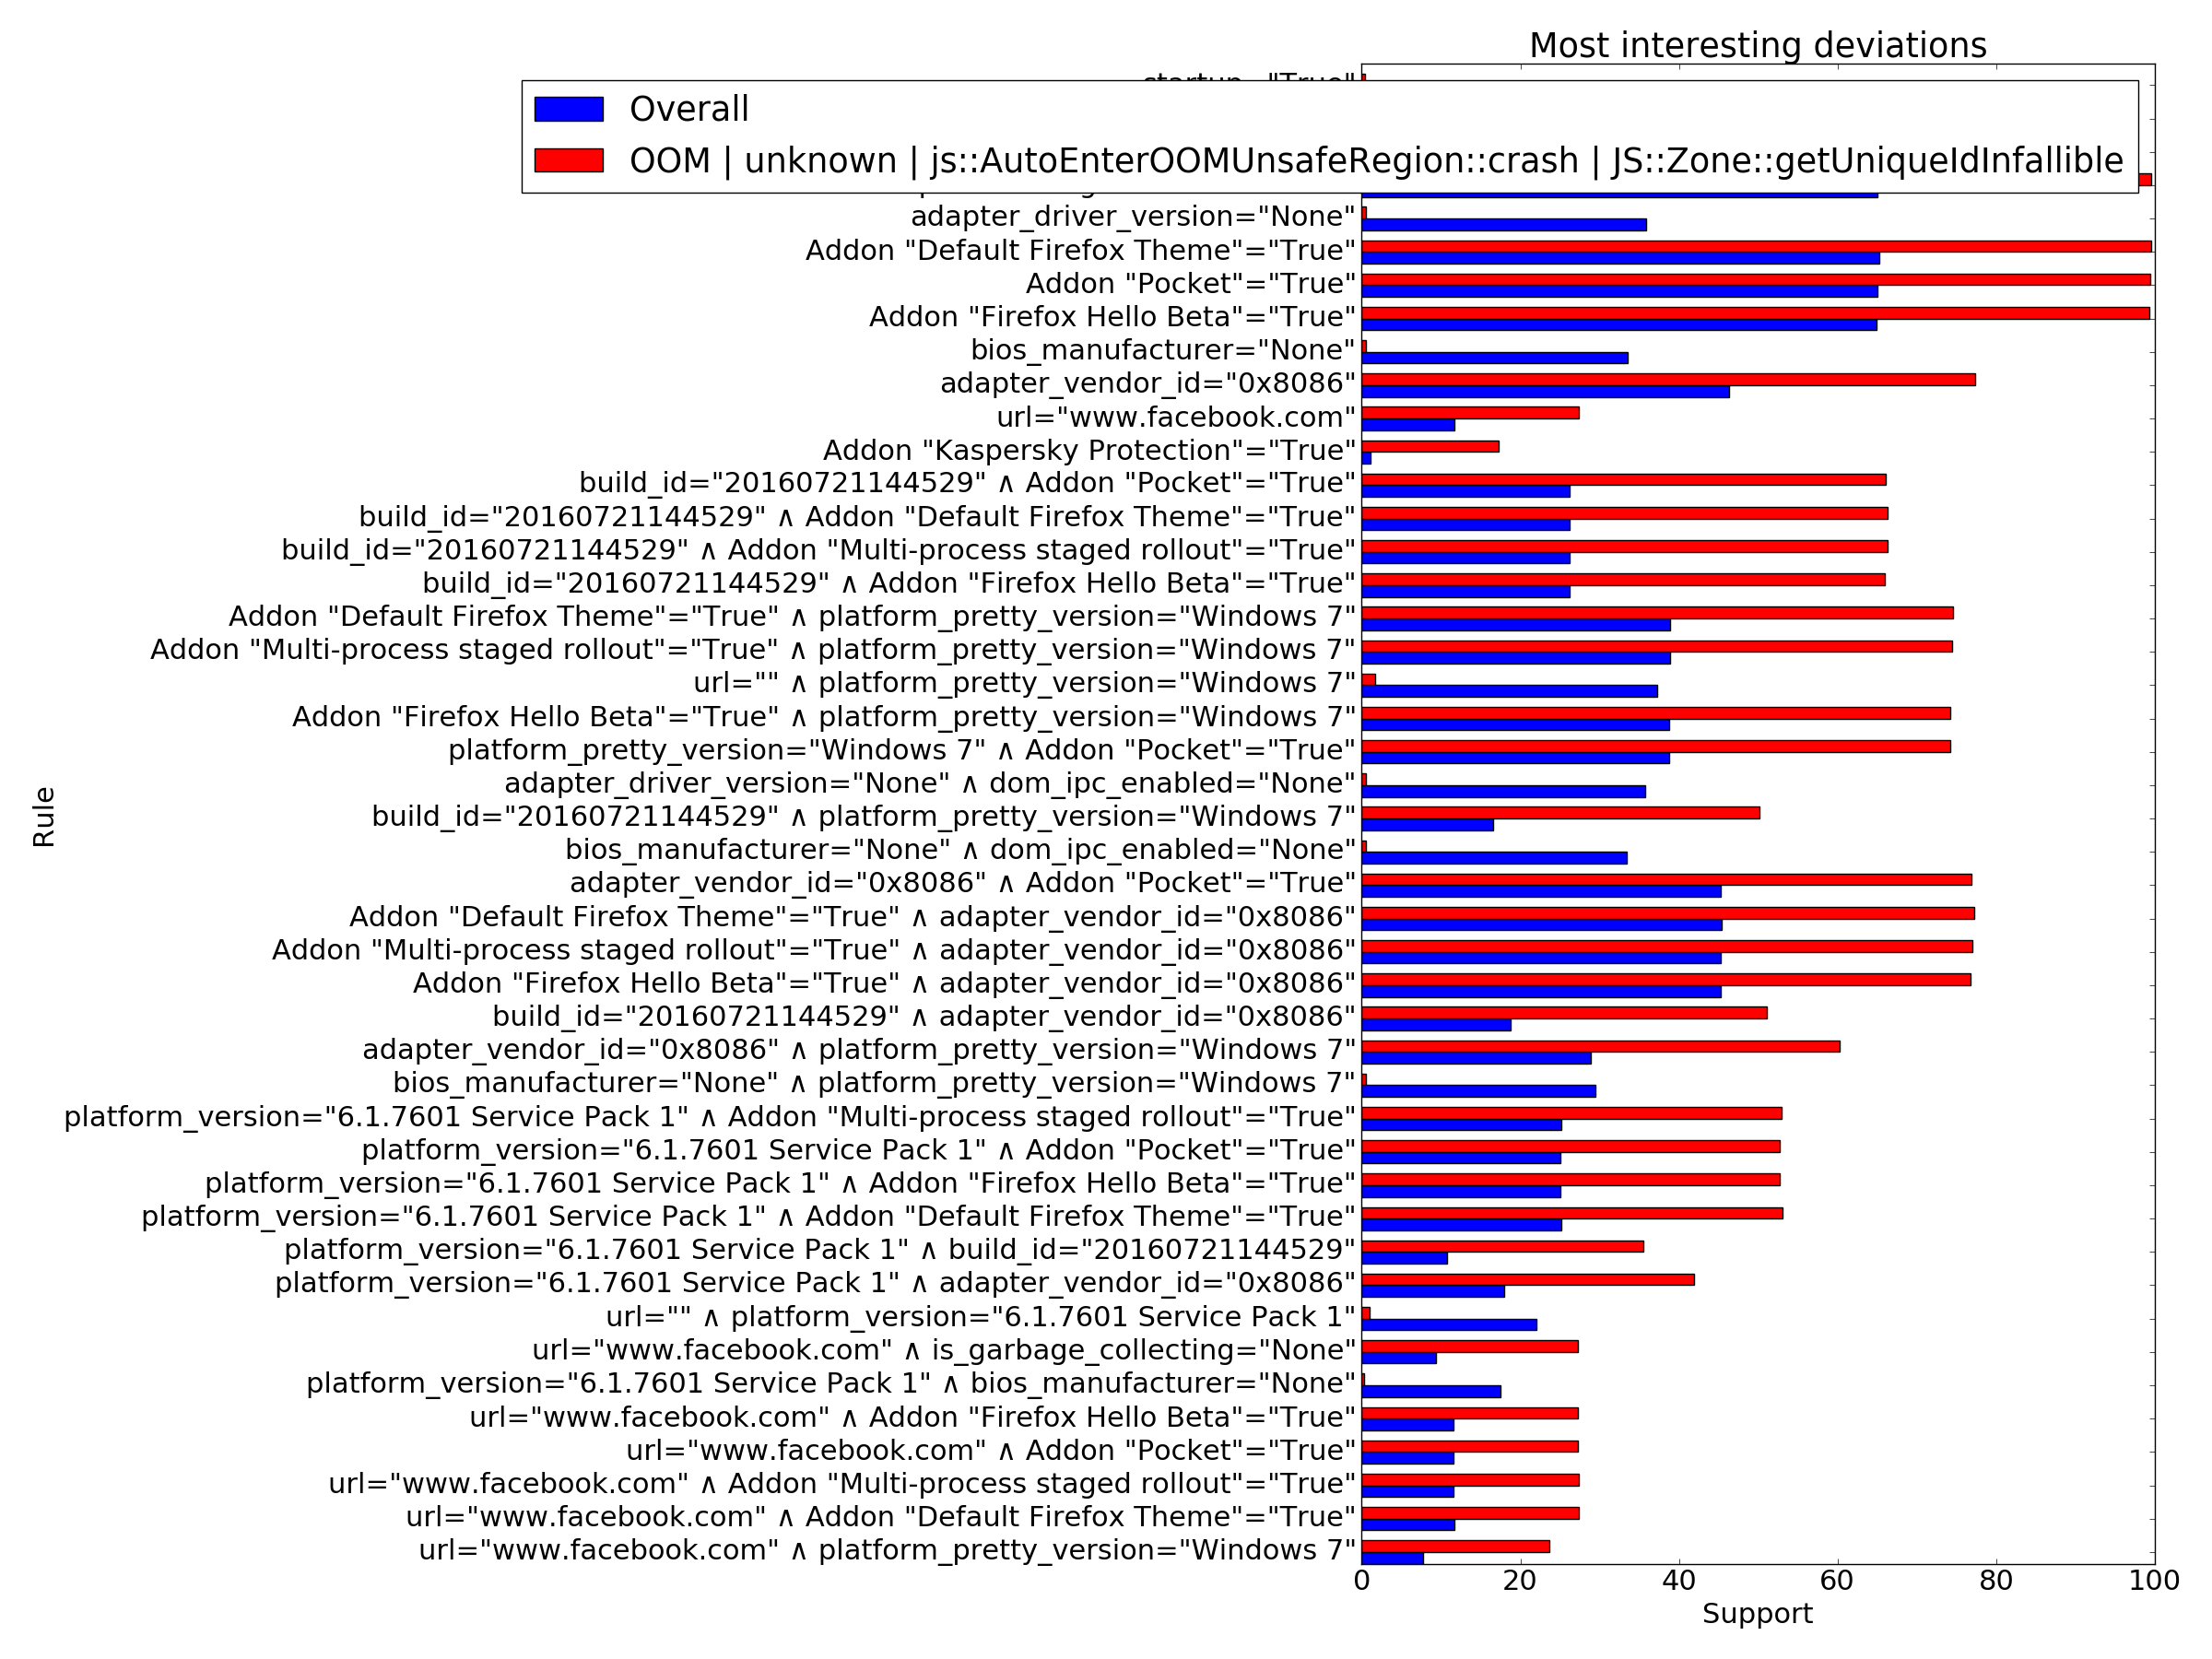 Most interesting deviations
Overall
OOM | unknown | js::AutoEnterOOMUnsafeRegion::crash | JS::Zone::getUniqueIdInfallible
adapter_driver_version="None"
Addon "Default Firefox Theme"="True"
Addon "Pocket"="True"
Addon "Firefox Hello Beta"="True"
bios_manufacturer="None"
adapter_vendor_id="0x8086"
url="www.facebook.com"
Addon "Kaspersky Protection"="True"
build_id="20160721144529" ∧ Addon "Pocket"="True"
build_id="20160721144529" ∧ Addon "Default Firefox Theme"="True"
build_id="20160721144529" ∧ Addon "Multi-process staged rollout"="True"
build_id="20160721144529" ∧ Addon "Firefox Hello Beta"="True"
Addon "Default Firefox Theme"="True" ∧ platform_pretty_version="Windows 7"
Addon "Multi-process staged rollout"="True" ∧ platform_pretty_version="Windows 7"
url="" ∧ platform_pretty_version="Windows 7"
Addon "Firefox Hello Beta"="True" ∧ platform_pretty_version="Windows 7"
platform_pretty_version="Windows 7" ∧ Addon "Pocket"="True"
adapter_driver_version="None" ∧ dom_ipc_enabled="None"
build_id="20160721144529" ∧ platform_pretty_version="Windows 7"
bios_manufacturer="None" ∧ dom_ipc_enabled="None"
adapter_vendor_id="0x8086" ∧ Addon "Pocket"="True"
Addon "Default Firefox Theme"="True" ∧ adapter_vendor_id="0x8086"
Addon "Multi-process staged rollout"="True" ∧ adapter_vendor_id="0x8086"
Addon "Firefox Hello Beta"="True" ∧ adapter_vendor_id="0x8086"
build_id="20160721144529" ∧ adapter_vendor_id="0x8086"
adapter_vendor_id="0x8086" ∧ platform_pretty_version="Windows 7"
bios_manufacturer="None" ∧ platform_pretty_version="Windows 7"
platform_version="6.1.7601 Service Pack 1" ∧ Addon "Multi-process staged rollout"="True"
platform_version="6.1.7601 Service Pack 1" ∧ Addon "Pocket"="True"
platform_version="6.1.7601 Service Pack 1" ∧ Addon "Firefox Hello Beta"="True"
platform_version="6.1.7601 Service Pack 1" ∧ Addon "Default Firefox Theme"="True"
platform_version="6.1.7601 Service Pack 1" ∧ build_id="20160721144529"
platform_version="6.1.7601 Service Pack 1" ∧ adapter_vendor_id="0x8086"
url="" ∧ platform_version="6.1.7601 Service Pack 1"
url="www.facebook.com" ∧ is_garbage_collecting="None"
platform_version="6.1.7601 Service Pack 1" ∧ bios_manufacturer="None"
url="www.facebook.com" ∧ Addon "Firefox Hello Beta"="True"
url="www.facebook.com" ∧ Addon "Pocket"="True"
url="www.facebook.com" ∧ Addon "Multi-process staged rollout"="True"
url="www.facebook.com" ∧ Addon "Default Firefox Theme"="True"
url="www.facebook.com" ∧ platform_pretty_version="Windows 7"
0 20 40 60 80 100
Support
Rule